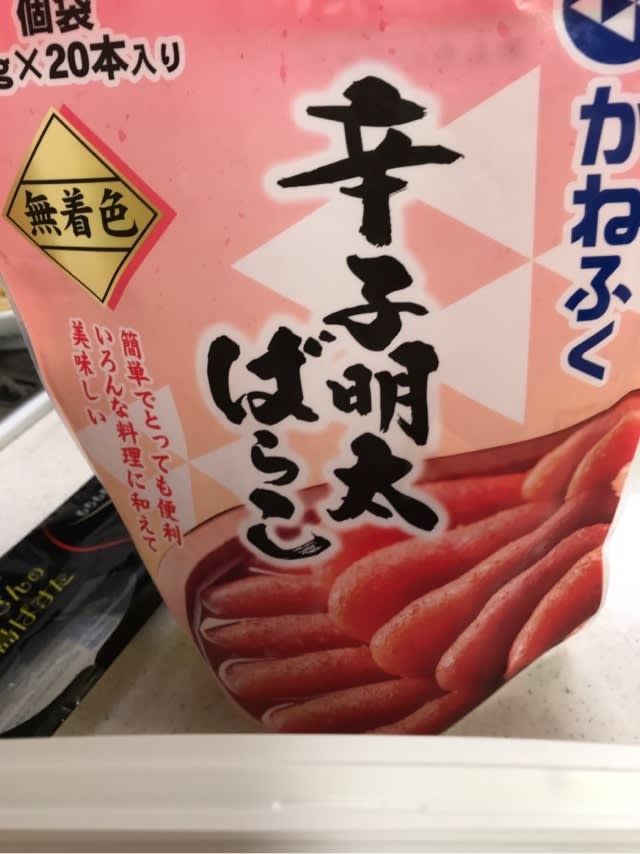 個袋
g×20本入り
かねふく
無着色
辛子明太
ばらこ
簡単でとっても便利
いろんな料理に和えて
美味しい